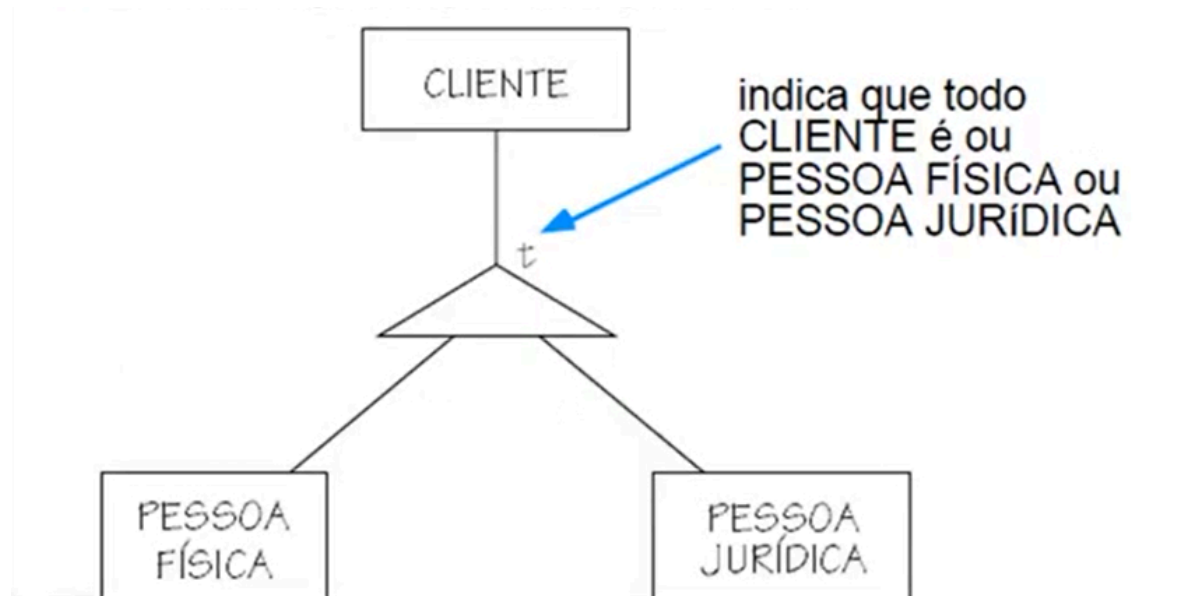 CLIENTE
indica que todo
CLIENTE é ou
PESSOA FÍSICA ou
PESSOA JURíDICA
t
PESSOA
FÍSICA
PESSOA
JURÍDICA